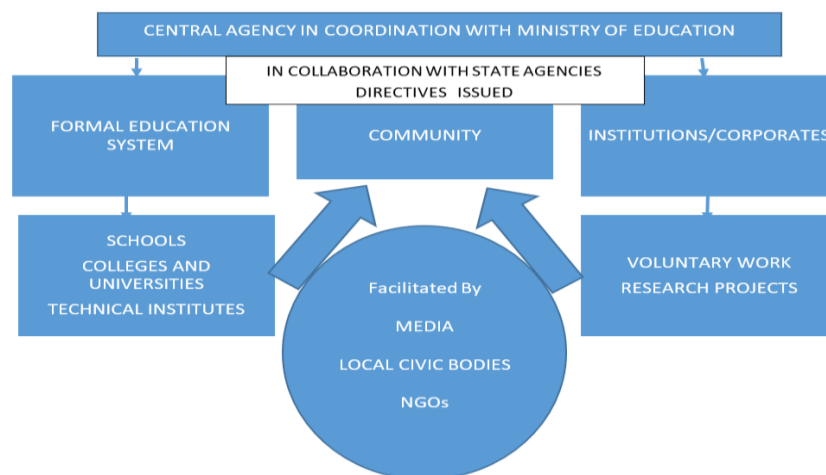 CENTRAL AGENCY IN COORDINATION WITH MINISTRY OF EDUCATION
IN COLLABORATION WITH STATE AGENCIES
DIRECTIVES ISSUED
FORMAL EDUCATION
SYSTEM
COMMUNITY
INSTITUTIONS/CORPORATES
SCHOOLS
COLLEGES AND
UNIVERSITIES
TECHNICAL INSTITUTES
Facilitated By
MEDIA
LOCAL CIVIC BODIES
NGOs
VOLUNTARY WORK
RESEARCH PROJECTS